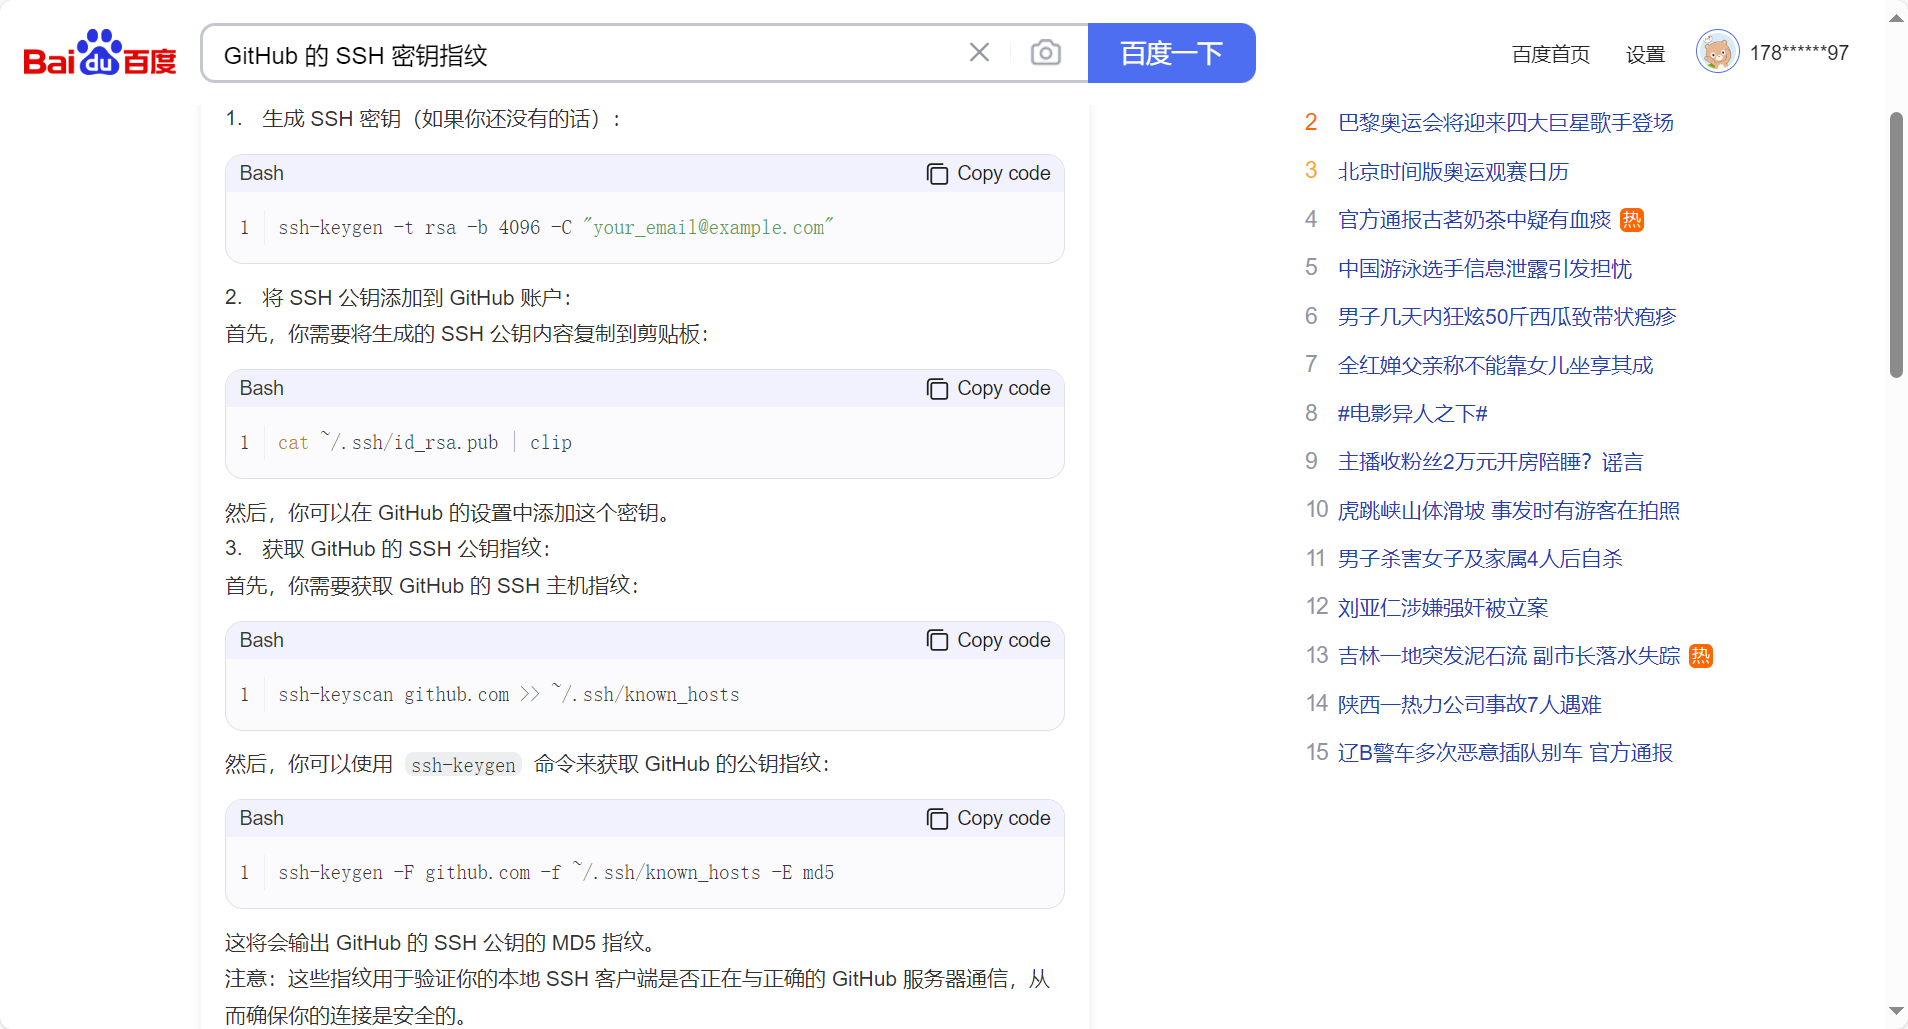 Bai du 百度
GitHub 的 SSH 密钥指纹
百度一下
百度首页
设置
178******97
1. 生成 SSH 密钥（如果你还没有的话）：
Bash
Copy code
1 ssh-keygen -t rsa -b 4096 -C "your_email@example.com"
2. 将 SSH 公钥添加到 GitHub 账户：
首先，你需要将生成的 SSH 公钥内容复制到剪贴板：
Bash
Copy code
1 cat ~/.ssh/id_rsa.pub | clip
然后，你可以在 GitHub 的设置中添加这个密钥。
3. 获取 GitHub 的 SSH 公钥指纹：
首先，你需要获取 GitHub 的 SSH 主机指纹：
Bash
Copy code
1 ssh-keyscan github.com >> ~/.ssh/known_hosts
然后，你可以使用 ssh-keygen 命令来获取 GitHub 的公钥指纹：
Bash
Copy code
1 ssh-keygen -F github.com -f ~/.ssh/known_hosts -E md5
这将会输出 GitHub 的 SSH 公钥的 MD5 指纹。
注意：这些指纹用于验证你的本地 SSH 客户端是否正在与正确的 GitHub 服务器通信，从
而确保你的连接是安全的。
2 巴黎奥运会将迎来四大巨星歌手登场
3 北京时间版奥运观赛日历
4 官方通报古茗奶茶中疑有血痰 热
5 中国游泳选手信息泄露引发担忧
6 男子几天内狂炫50斤西瓜致带状疱疹
7 全红婵父亲称不能靠女儿坐享其成
8 #电影异人之下#
9 主播收粉丝2万元开房陪睡？谣言
10 虎跳峡山体滑坡 事发时有游客在拍照
11 男子杀害女子及家属4人后自杀
12 刘亚仁涉嫌强奸被立案
13 吉林一地突发泥石流 副市长落水失踪 热
14 陕西一热力公司事故7人遇难
15 辽B警车多次恶意插队别车 官方通报